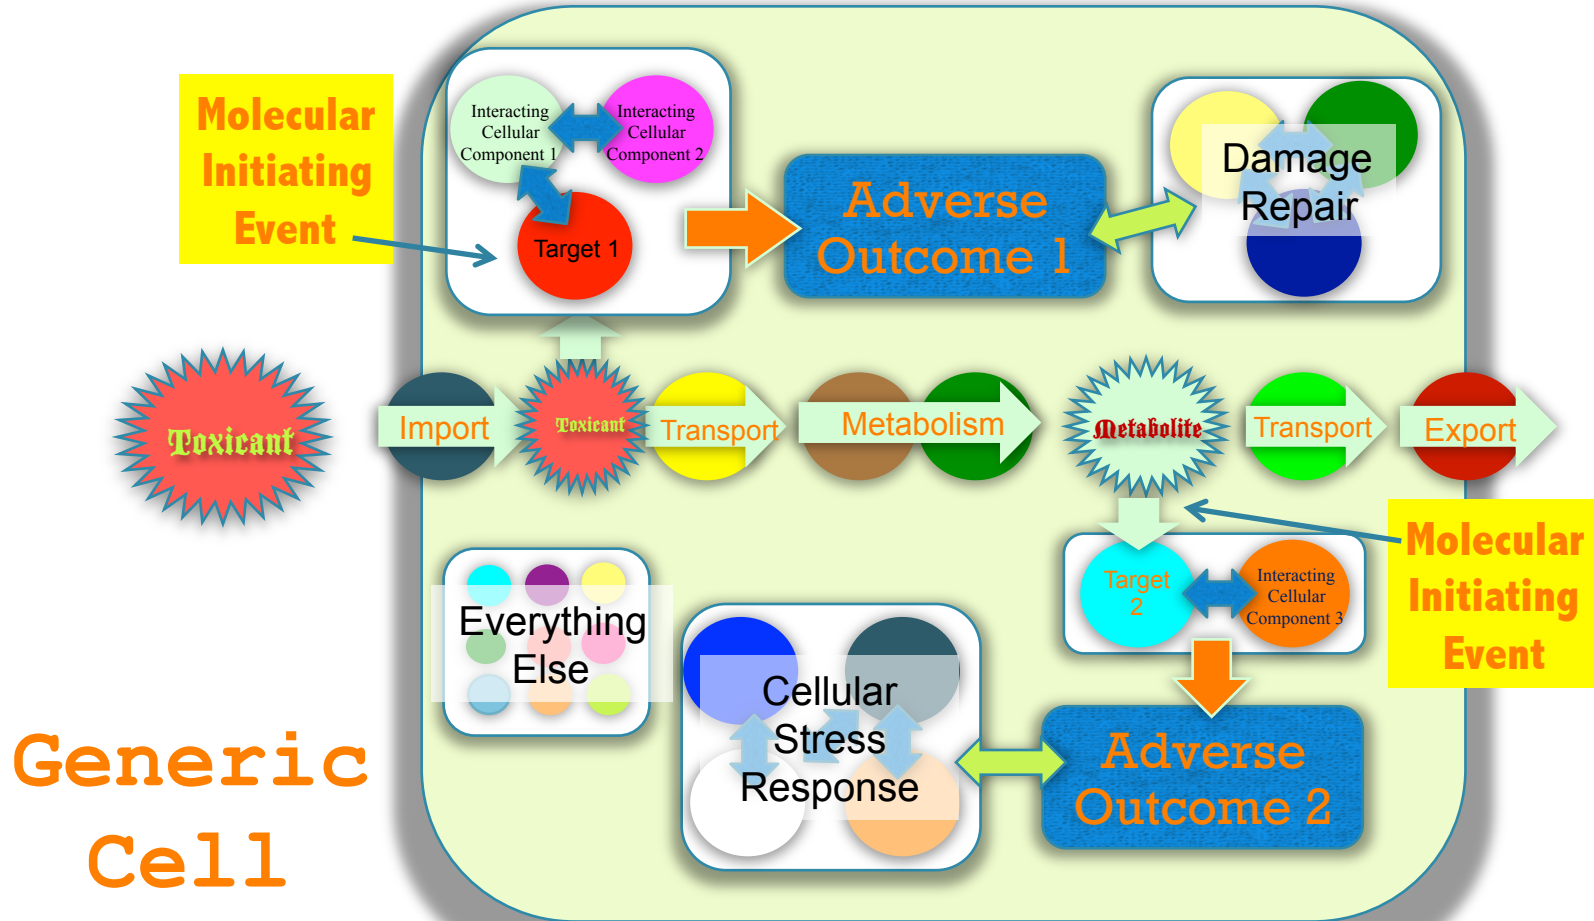 Molecular
Initiating
Event
Interacting
Cellular
Component 1
Interacting
Cellular
Component 2
Target 1
Adverse
Outcome 1
Damage
Repair
Toxicant
Import
Toxicant
Transport
Metabolism
Metabolite
Transport
Export
Molecular
Initiating
Event
Target
2
Interacting
Cellular
Component 3
Everything
Else
Cellular
Stress
Response
Adverse
Outcome 2
Generic
Cell